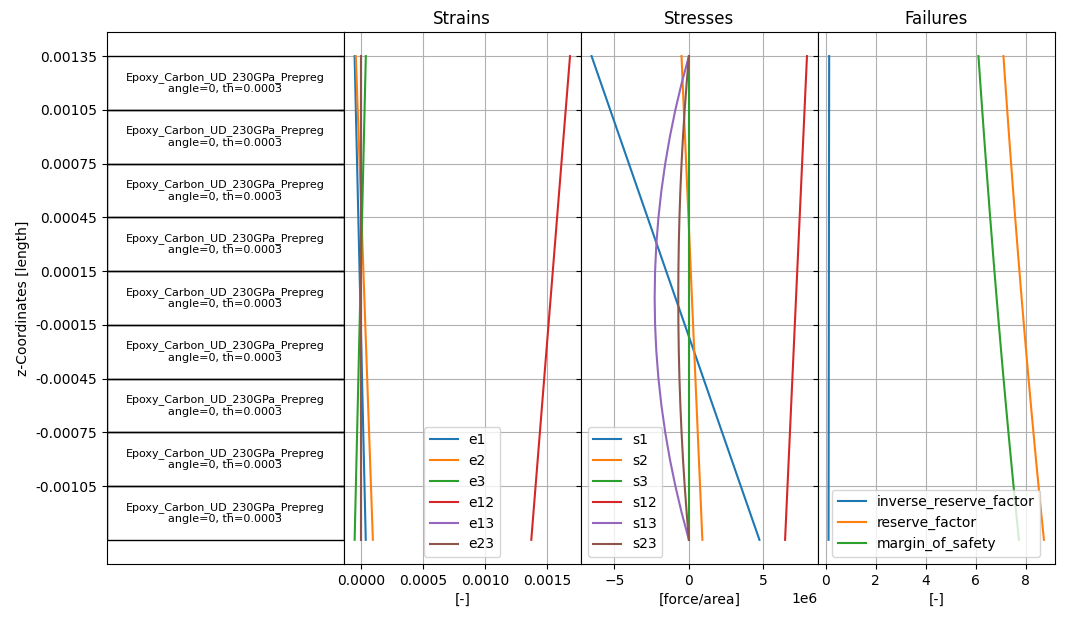 Strains
Stresses
Failures
z-Coordinates [length]
0.00135
0.00105
0.00075
0.00045
0.00015
-0.00015
-0.00045
-0.00075
-0.00105
Epoxy_Carbon_UD_230GPa_Prepreg
angle=0, th=0.0003
Epoxy_Carbon_UD_230GPa_Prepreg
angle=0, th=0.0003
Epoxy_Carbon_UD_230GPa_Prepreg
angle=0, th=0.0003
Epoxy_Carbon_UD_230GPa_Prepreg
angle=0, th=0.0003
Epoxy_Carbon_UD_230GPa_Prepreg
angle=0, th=0.0003
Epoxy_Carbon_UD_230GPa_Prepreg
angle=0, th=0.0003
Epoxy_Carbon_UD_230GPa_Prepreg
angle=0, th=0.0003
Epoxy_Carbon_UD_230GPa_Prepreg
angle=0, th=0.0003
Epoxy_Carbon_UD_230GPa_Prepreg
angle=0, th=0.0003
e1
e2
e3
e12
e13
e23
0.0000 0.0005 0.0010 0.0015
[-]
s1
s2
s3
s12
s13
s23
−5 0 5
1e6
[force/area]
inverse_reserve_factor
reserve_factor
margin_of_safety
0 2 4 6 8
[-]